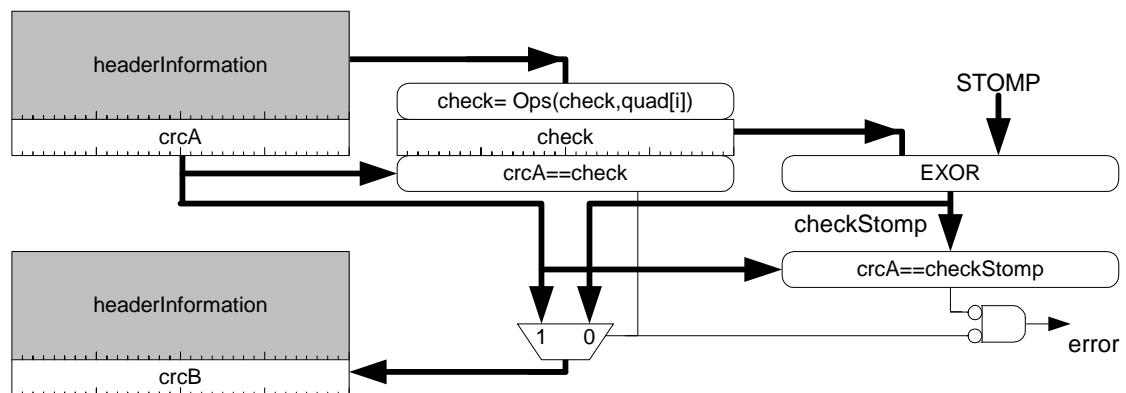 headerInformation
check= Ops(check,quad[i])
STOMP
crcA
check
crcA==check
EXOR
checkStomp
crcA==checkStomp
headerInformation
1 0
error
crcB